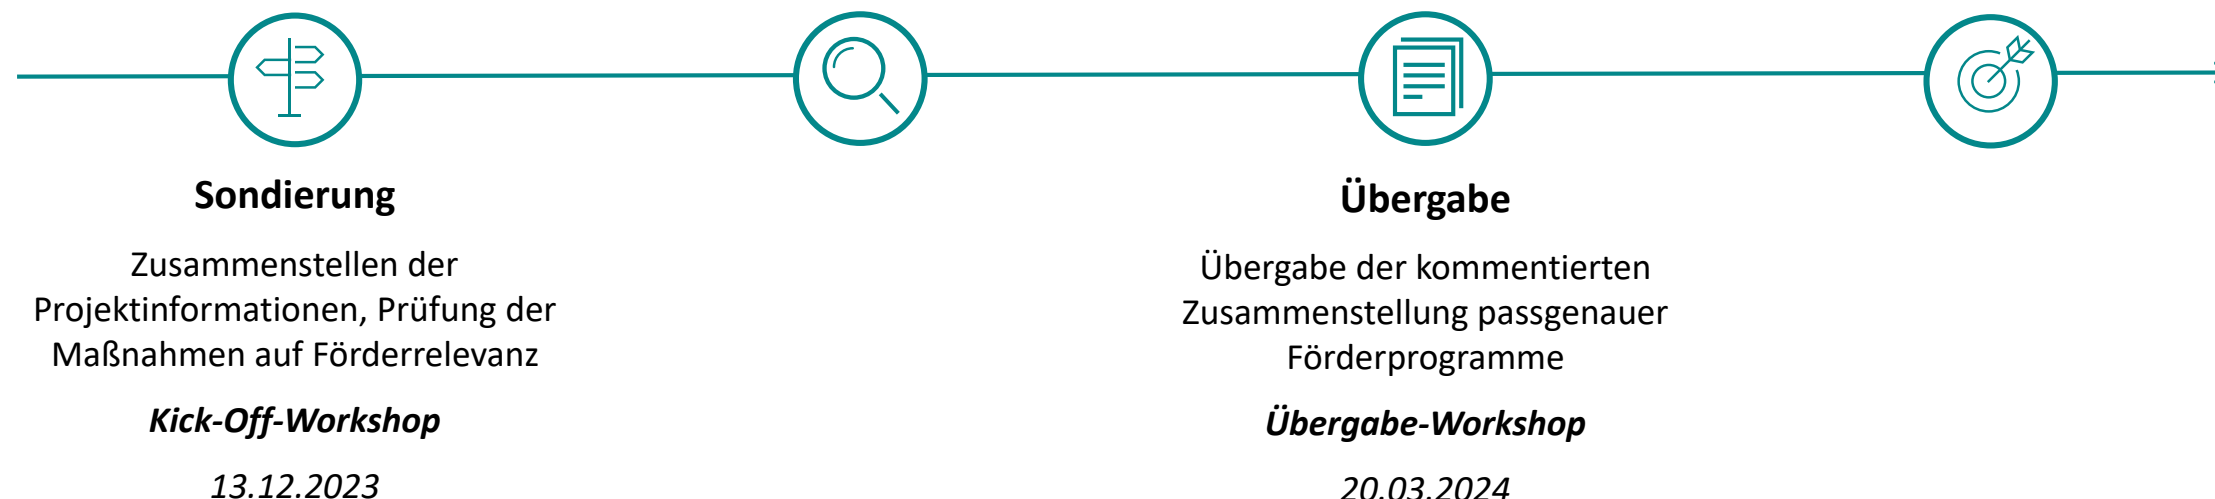 Sondierung
Zusammenstellen der
Projektinformationen, Prüfung der
Maßnahmen auf Förderrelevanz
Kick-Off-Workshop
13.12.2023
Übergabe
Übergabe der kommentierten
Zusammenstellung passgenauer
Förderprogramme
Übergabe-Workshop
20.03.2024